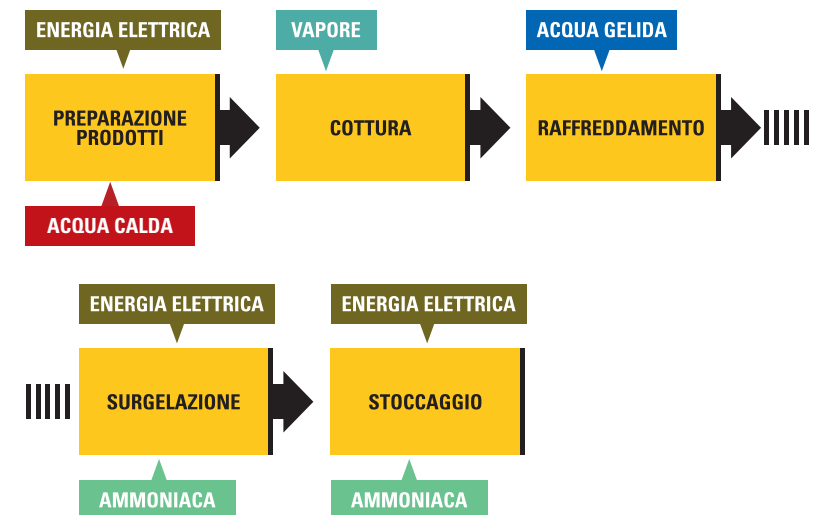 ENERGIA ELETTRICA
VAPORE
ACQUA GELIDA
PREPARAZIONE
PRODOTTI
COTTURA
RAFFREDDAMENTO
ACQUA CALDA
ENERGIA ELETTRICA
ENERGIA ELETTRICA
SURGELAZIONE
STOCCAGGIO
AMMONIACA
AMMONIACA